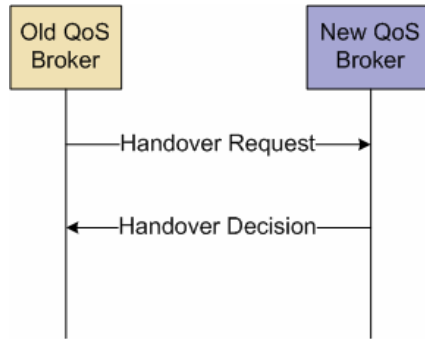 Old QoS
Broker
New QoS
Broker
Handover Request
Handover Decision